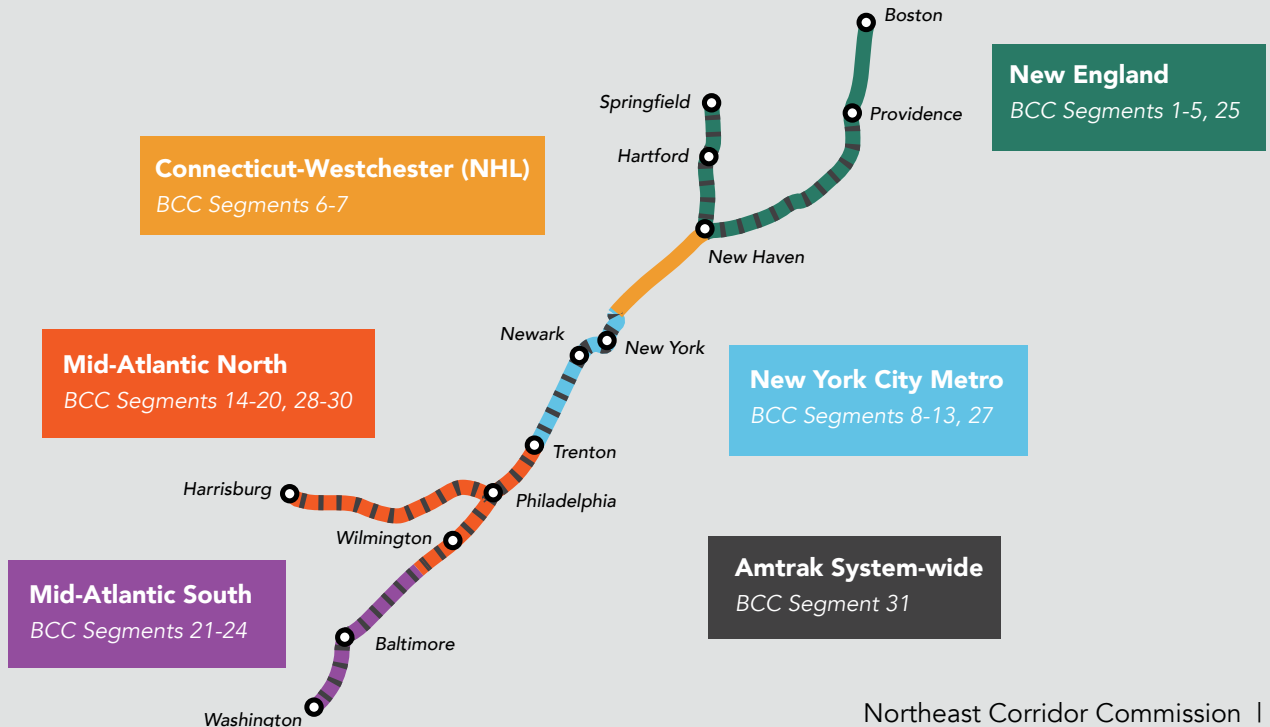 Boston
New England
BCC Segments 1-5, 25
Springfield
Providence
Connecticut-Westchester (NHL)
BCC Segments 6-7
Hartford
New Haven
Newark
New York
Mid-Atlantic North
BCC Segments 14-20, 28-30
New York City Metro
BCC Segments 8-13, 27
Trenton
Harrisburg
Philadelphia
Wilmington
Amtrak System-wide
BCC Segment 31
Mid-Atlantic South
BCC Segments 21-24
Baltimore
Washington
Northeast Corridor Commission |